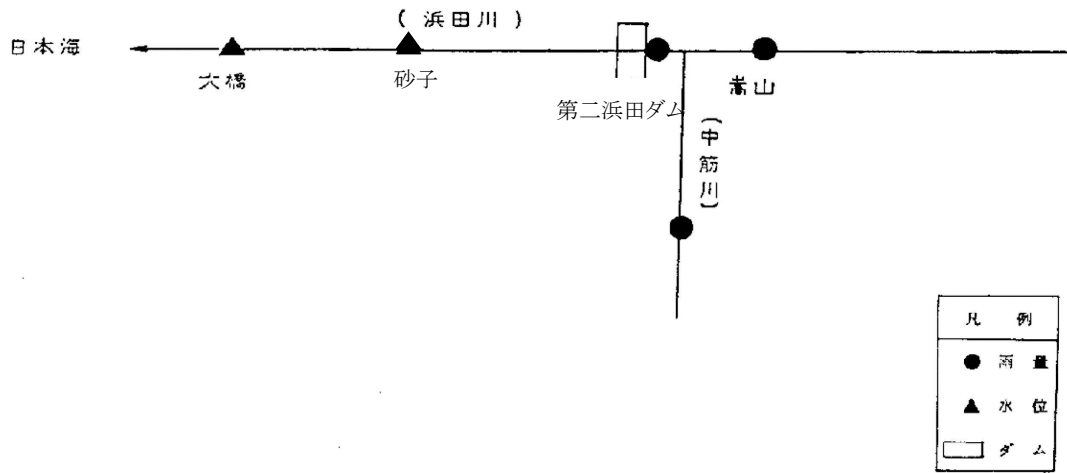 (浜田川)
日本海
大橋
砂子
第二浜田ダム
嵩山
(中筋川)
凡 例
雨 量
水 位
ダ ム